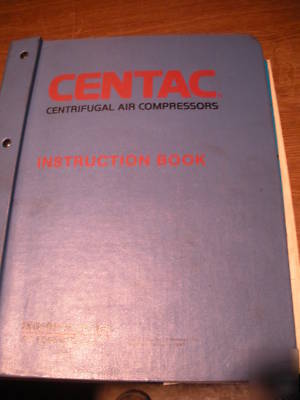 CENTAC
CENTRIFUGAL AIR COMPRESSORS
INSTRUCTION BOOK